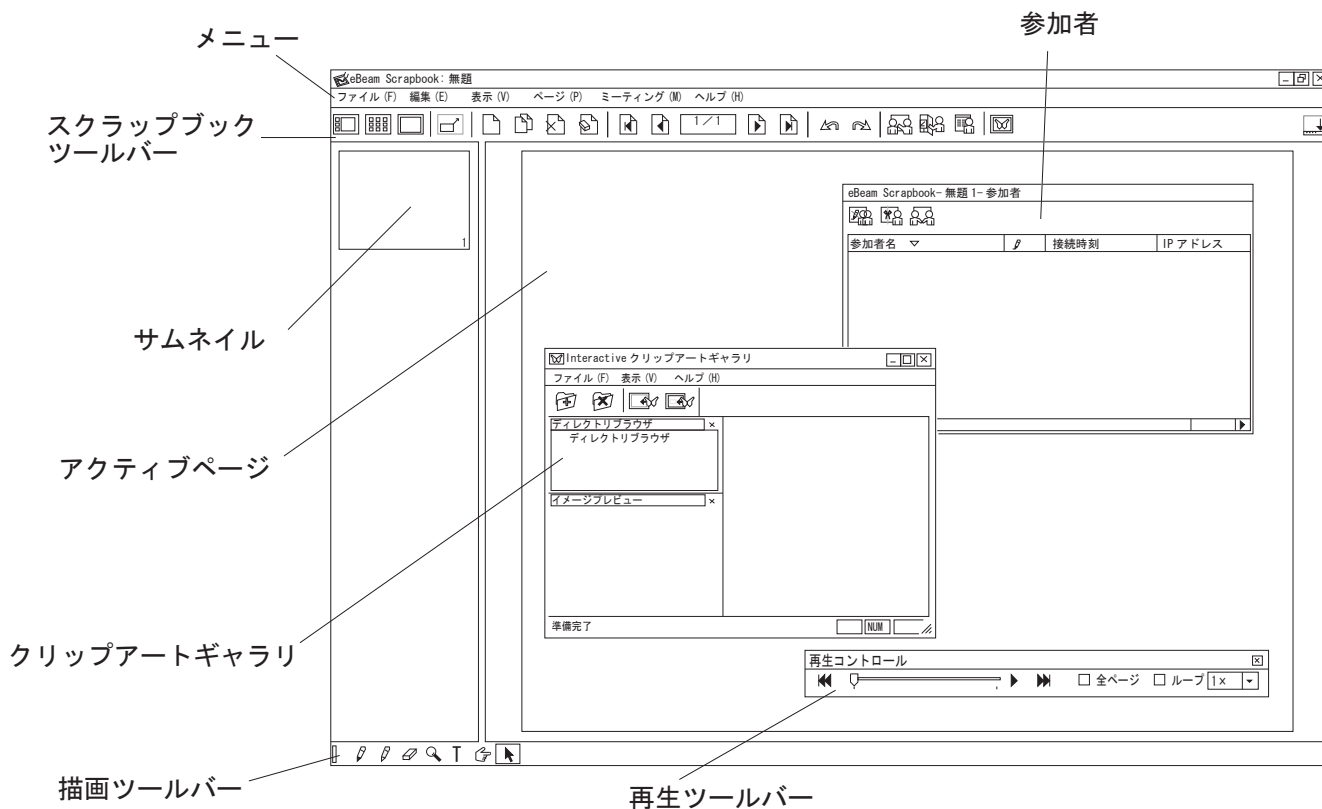 メニュー
参加者
eBeam Scrapbook: 無題
ファイル (F) 編集 (E) 表示 (V) ページ (P) ミーティング (M) ヘルプ (H)
スクラップブック
ツールバー
1/1
1
eBeam Scrapbook- 無題 1- 参加者
参加者名 接続時刻 IP アドレス
サムネイル
Interactive クリップアートギャラリ
ファイル (F) 表示 (V) ヘルプ (H)
ディレクトリブラウザ
ディレクトリブラウザ
アクティブページ
イメージプレビュー
準備完了 NUM
クリップアートギャラリ
再生コントロール
全ページ ループ 1x
T
描画ツールバー
再生ツールバー